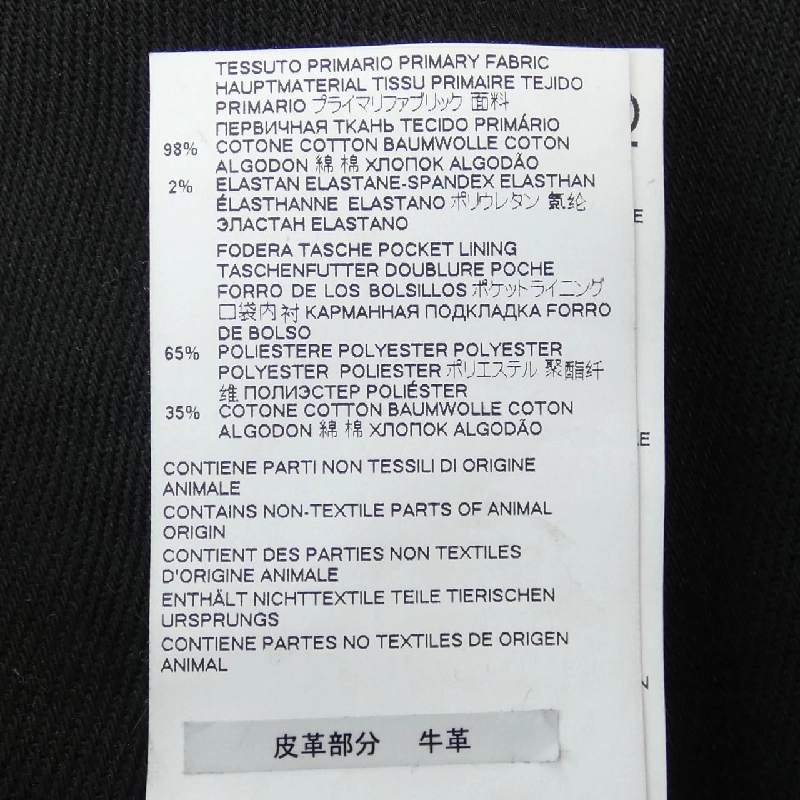 TESSUTO PRIMARIO PRIMARY FABRIC
HAUPTMATERIAL TISSU PRIMAIRE TEJIDO
PRIMARIO プライマリファブリック 面料
ПЕРВИЧНАЯ ТКАНЬ TECIDO PRIMÁRIO
98% COTONE COTTON BAUMWOLLE COTON
ALGODON 綿 棉 ХЛОПОК ALGODÃO
2% ELASTAN ELASTANE-SPANDEX ELASTHAN
ÉLASTHANNE ELASTANO ポリウレタン 氨纶
ЭЛАСТАН ELASTANO
FODERA TASCHE POCKET LINING
TASCHENFUTTER DOUBLURE POCHE
FORRO DE LOS BOLSILLOS ポケットライニング
口袋内衬 КАРМАННАЯ ПОДКЛАДКА FORRO
DE BOLSO
65% POLIESTERE POLYESTER POLYESTER
POLYESTER POLIESTER ポリエステル 聚酯纤
维 ПОЛИЭСТЕР POLIÉSTER
35% COTONE COTTON BAUMWOLLE COTON
ALGODON 綿 棉 ХЛОПОК ALGODÃO
CONTIENE PARTI NON TESSILI DI ORIGINE
ANIMALE
CONTAINS NON-TEXTILE PARTS OF ANIMAL
ORIGIN
CONTIENT DES PARTIES NON TEXTILES
D'ORIGINE ANIMALE
ENTHÄLT NICHTTEXTILE TEILE TIERISCHEN
URSPRUNGS
CONTIENE PARTES NO TEXTILES DE ORIGEN
ANIMAL
皮革部分 牛革